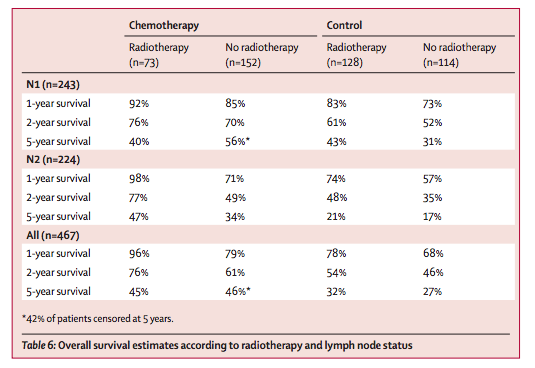 Chemotherapy Control
Radiotherapy No radiotherapy Radiotherapy No radiotherapy
(n=73) (n=152) (n=128) (n=114)
N1 (n=243)
1-year survival 92% 85% 83% 73%
2-year survival 76% 70% 61% 52%
5-year survival 40% 56%* 43% 31%
N2 (n=224)
1-year survival 98% 71% 74% 57%
2-year survival 77% 49% 48% 35%
5-year survival 47% 34% 21% 17%
All (n=467)
1-year survival 96% 79% 78% 68%
2-year survival 76% 61% 54% 46%
5-year survival 45% 46%* 32% 27%
*42% of patients censored at 5 years.
Table 6: Overall survival estimates according to radiotherapy and lymph node status